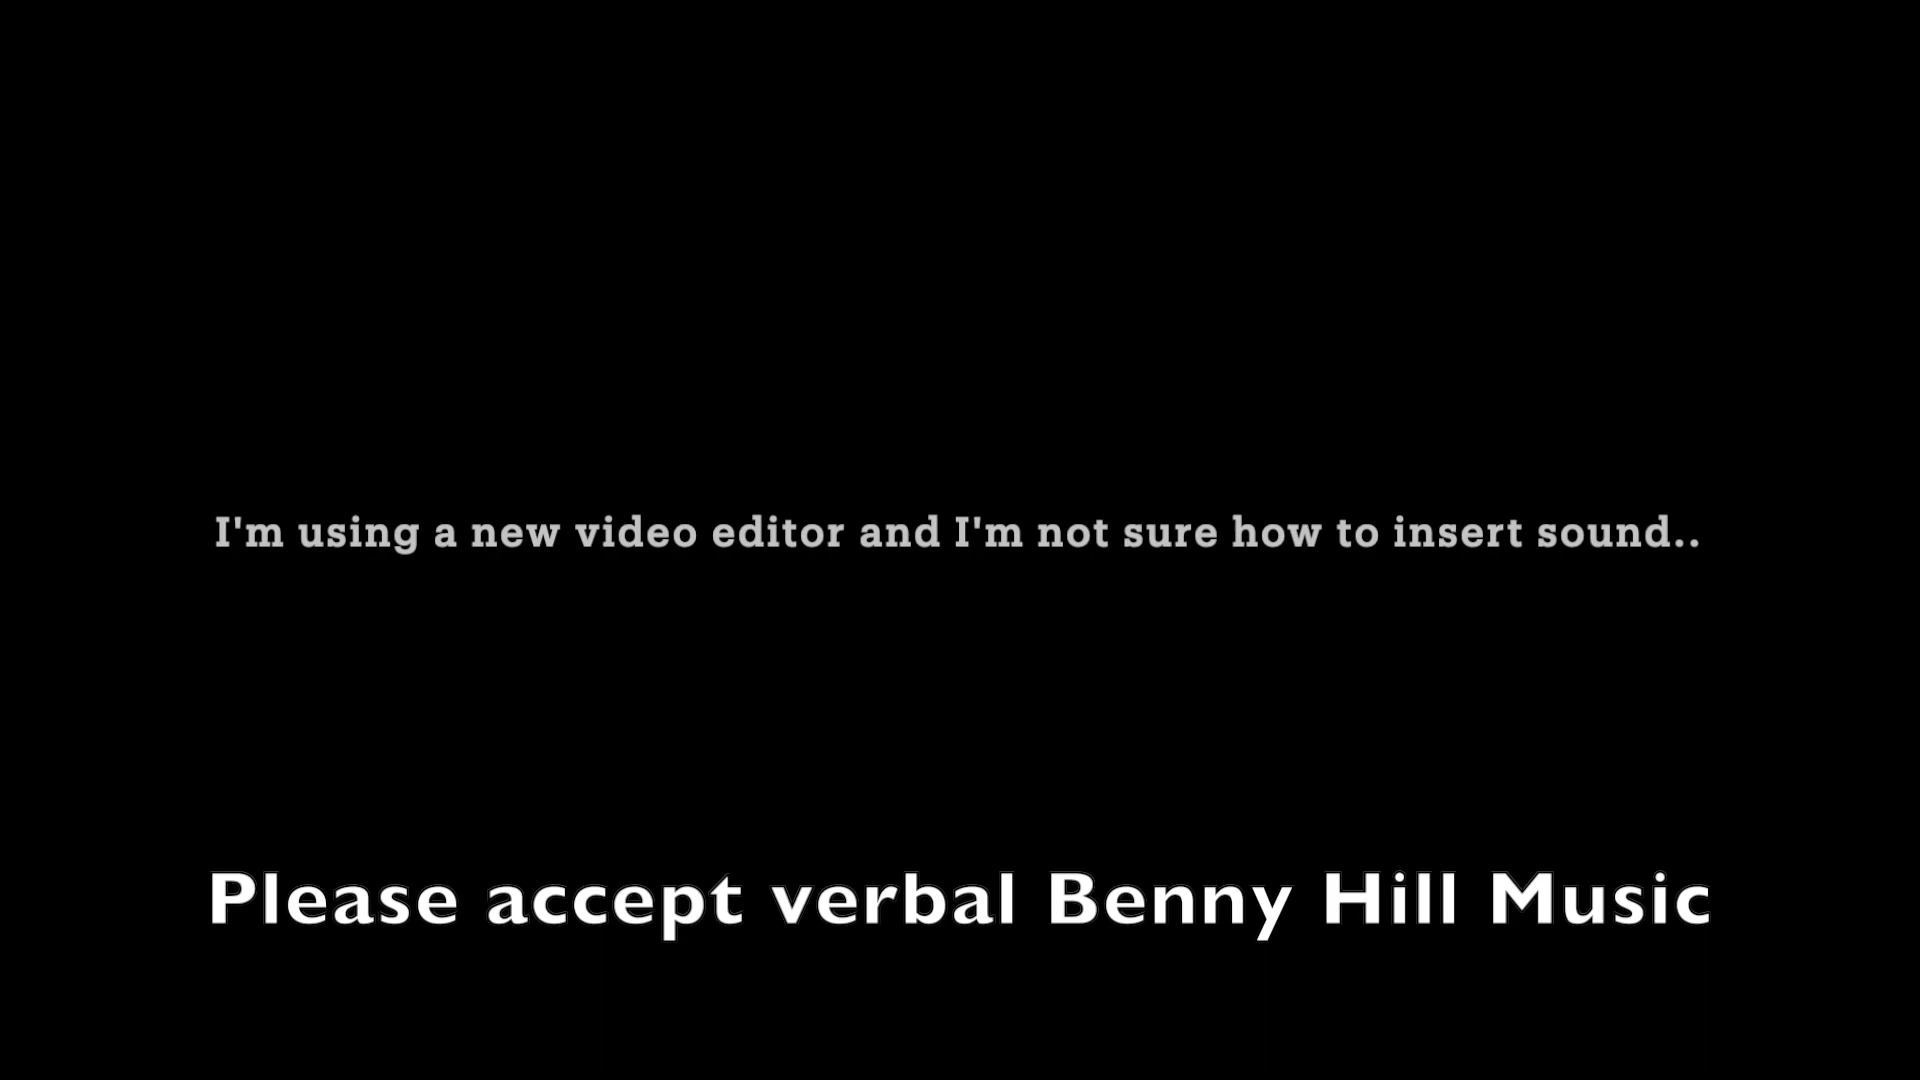 I'm using a new video editor and I'm not sure how to insert sound..
Please accept verbal Benny Hill Music